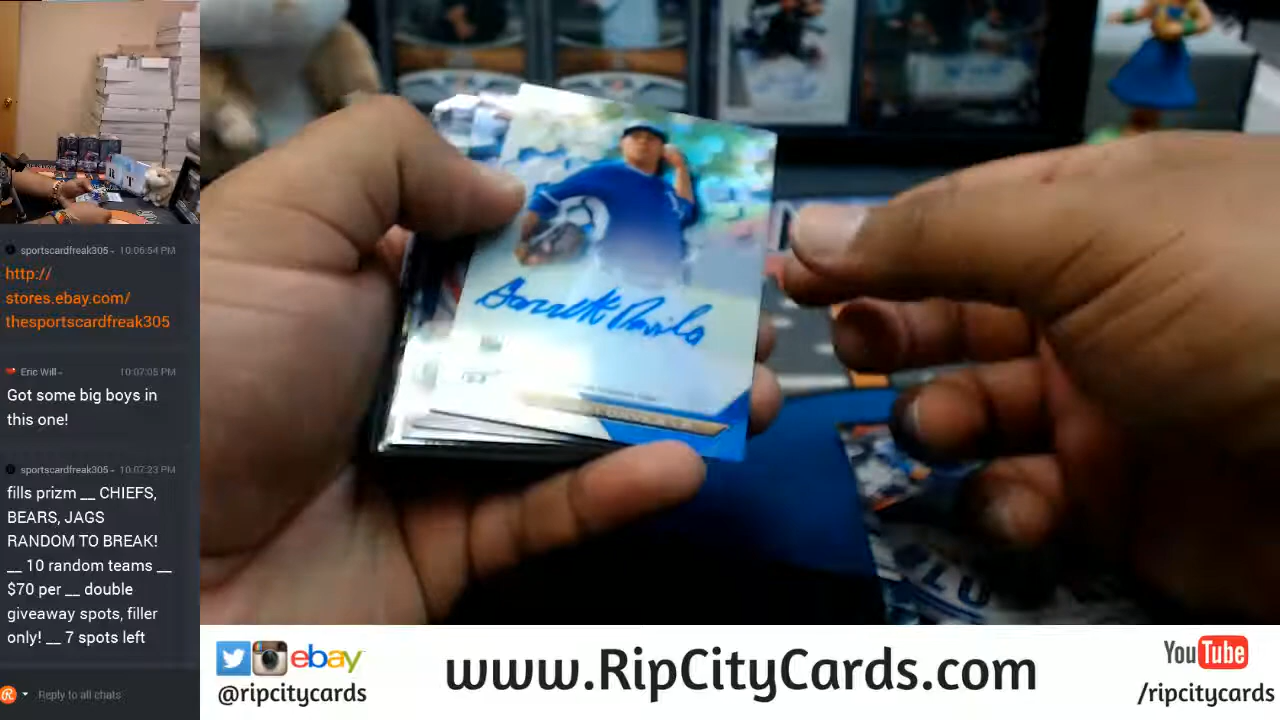 sportscardfreak305- 10:06:54 PM
http://
stores.ebay.com/
thesportscardfreak305
Eric Will- 10:07:05 PM
Got some big boys in
this one!
sportscardfreak305- 10:07:23 PM
fills prizm __ CHIEFS,
BEARS, JAGS
RANDOM TO BREAK!
__ 10 random teams __
$70 per __ double
giveaway spots, filler
only! __ 7 spots left
Reply to all chats
Garrett Davila
ebay
@ripcitycards
www.RipCityCards.com
YouTube
/ripcitycards